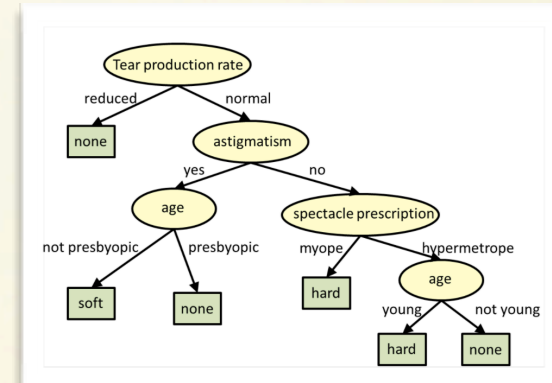 Tear production rate
reduced
normal
none
astigmatism
yes
no
age
spectacle prescription
not presbyopic
presbyopic
myope
hypermetrope
soft
none
hard
age
young
not young
hard
none